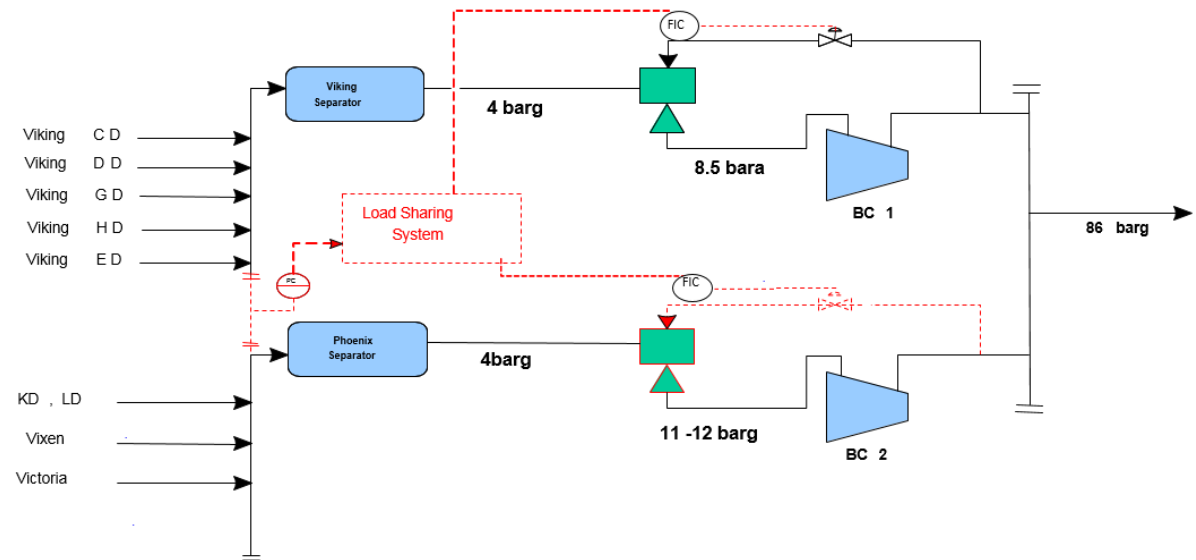 FIC
Viking
Separator
4 barg
Viking C D
Viking D D
8.5 bara
Viking G D
BC 1
Load Sharing
System
Viking H D
86 barg
Viking E D
PC
FIC
Phoenix
Separator
4barg
KD , LD
11 -12 barg
Vixen
BC 2
Victoria